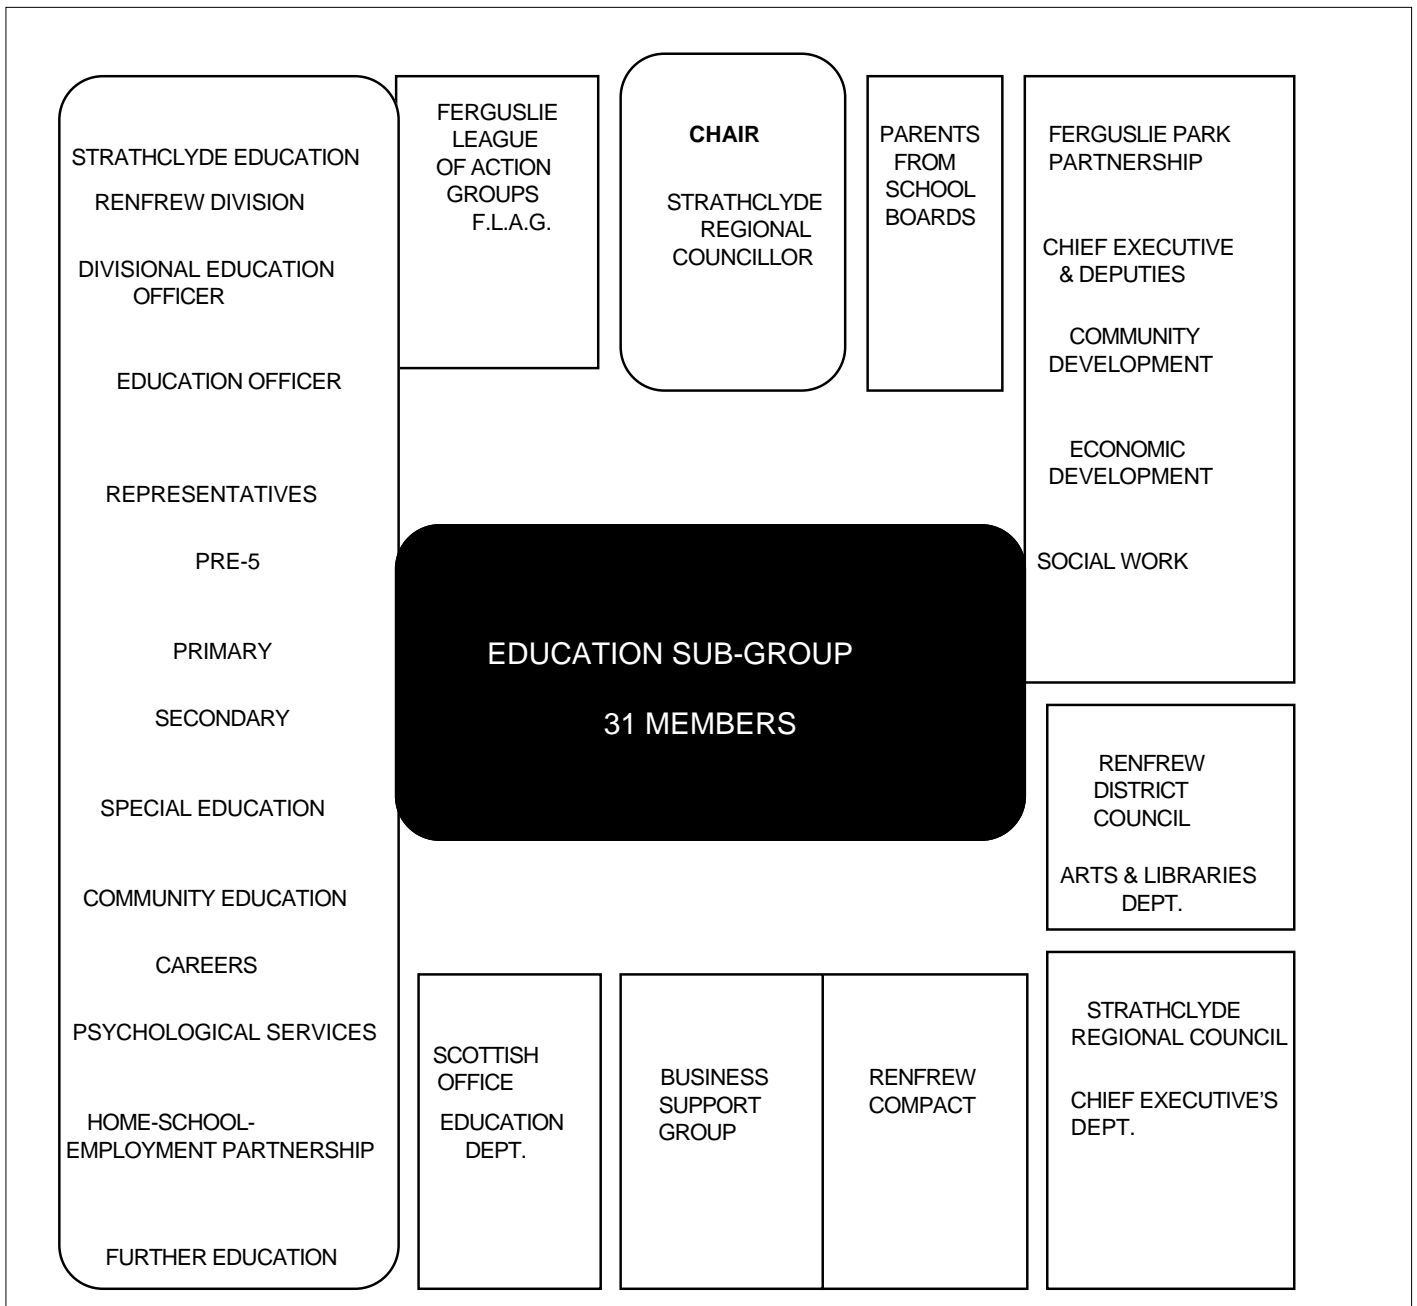 STRATHCLYDE EDUCATION
RENFREW DIVISION
DIVISIONAL EDUCATION
OFFICER
EDUCATION OFFICER
REPRESENTATIVES
PRE-5
PRIMARY
SECONDARY
SPECIAL EDUCATION
COMMUNITY EDUCATION
CAREERS
PSYCHOLOGICAL SERVICES
HOME-SCHOOL-
EMPLOYMENT PARTNERSHIP
FURTHER EDUCATION
FERGUSLIE
LEAGUE
OF ACTION
GROUPS
F.L.A.G.
CHAIR
STRATHCLYDE
REGIONAL
COUNCILLOR
PARENTS
FROM
SCHOOL
BOARDS
FERGUSLIE PARK
PARTNERSHIP
CHIEF EXECUTIVE
& DEPUTIES
COMMUNITY
DEVELOPMENT
ECONOMIC
DEVELOPMENT
SOCIAL WORK
EDUCATION SUB-GROUP
31 MEMBERS
RENFREW
DISTRICT
COUNCIL
ARTS & LIBRARIES
DEPT.
SCOTTISH
OFFICE
EDUCATION
DEPT.
BUSINESS
SUPPORT
GROUP
RENFREW
COMPACT
STRATHCLYDE
REGIONAL COUNCIL
CHIEF EXECUTIVE’S
DEPT.